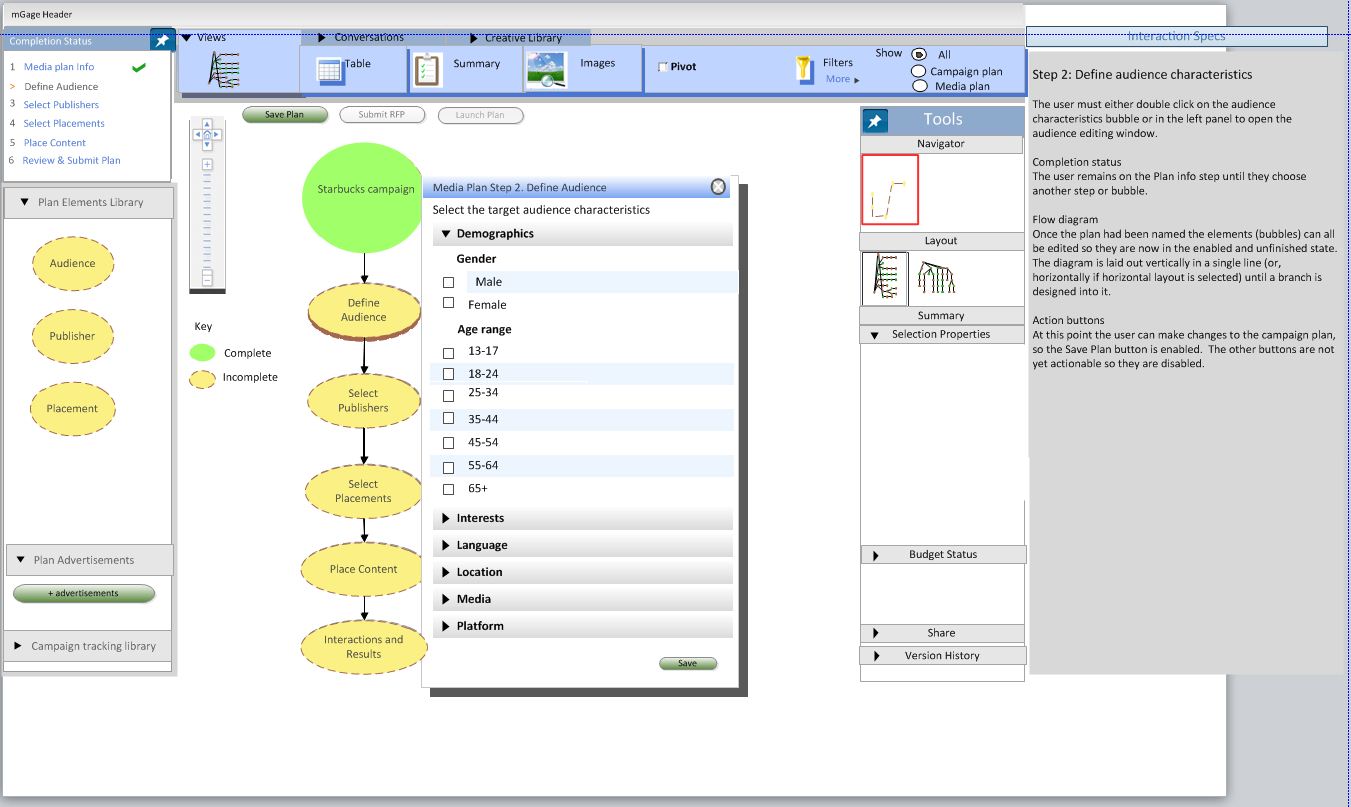 mGage Header
Completion Status
1 Media plan Info
> Define Audience
3 Select Publishers
4 Select Placements
5 Place Content
6 Review & Submit Plan
Plan Elements Library
Audience
Publisher
Placement
Plan Advertisements
+ advertisements
Campaign tracking library
Views
Conversations
Creative Library
Table
Summary
Images
Pivot
Filters
More
Show
All
Campaign plan
Media plan
Save Plan
Submit RFP
Launch Plan
Key
Complete
Incomplete
Starbucks campaign
Define
Audience
Select
Publishers
Select
Placements
Place Content
Interactions and
Results
Media Plan Step 2. Define Audience
Select the target audience characteristics
Demographics
Gender
Male
Female
Age range
13-17
18-24
25-34
35-44
45-54
55-64
65+
Interests
Language
Location
Media
Platform
Save
Tools
Navigator
Layout
Summary
Selection Properties
Budget Status
Share
Version History
Interaction Specs
Step 2: Define audience characteristics
The user must either double click on the audience
characteristics bubble or in the left panel to open the
audience editing window.
Completion status
The user remains on the Plan info step until they choose
another step or bubble.
Flow diagram
Once the plan had been named the elements (bubbles) can all
be edited so they are now in the enabled and unfinished state.
The diagram is laid out vertically in a single line (or,
horizontally if horizontal layout is selected) until a branch is
designed into it.
Action buttons
At this point the user can make changes to the campaign plan,
so the Save Plan button is enabled. The other buttons are not
yet actionable so they are disabled.